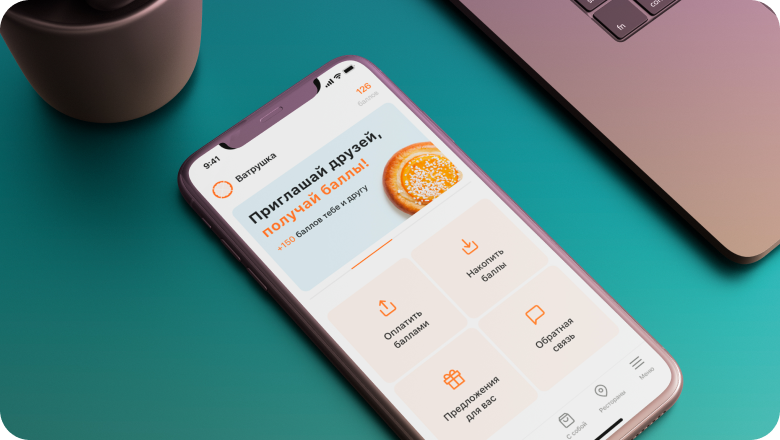 fn
9:41
126
баллов
Ватрушка
Приглашай друзей,
получай баллы!
+150 баллов тебе и другу
Накопить
баллы
Оплатить
баллами
Обратная
связь
Предложения
для вас
С собой
Рестораны
Меню